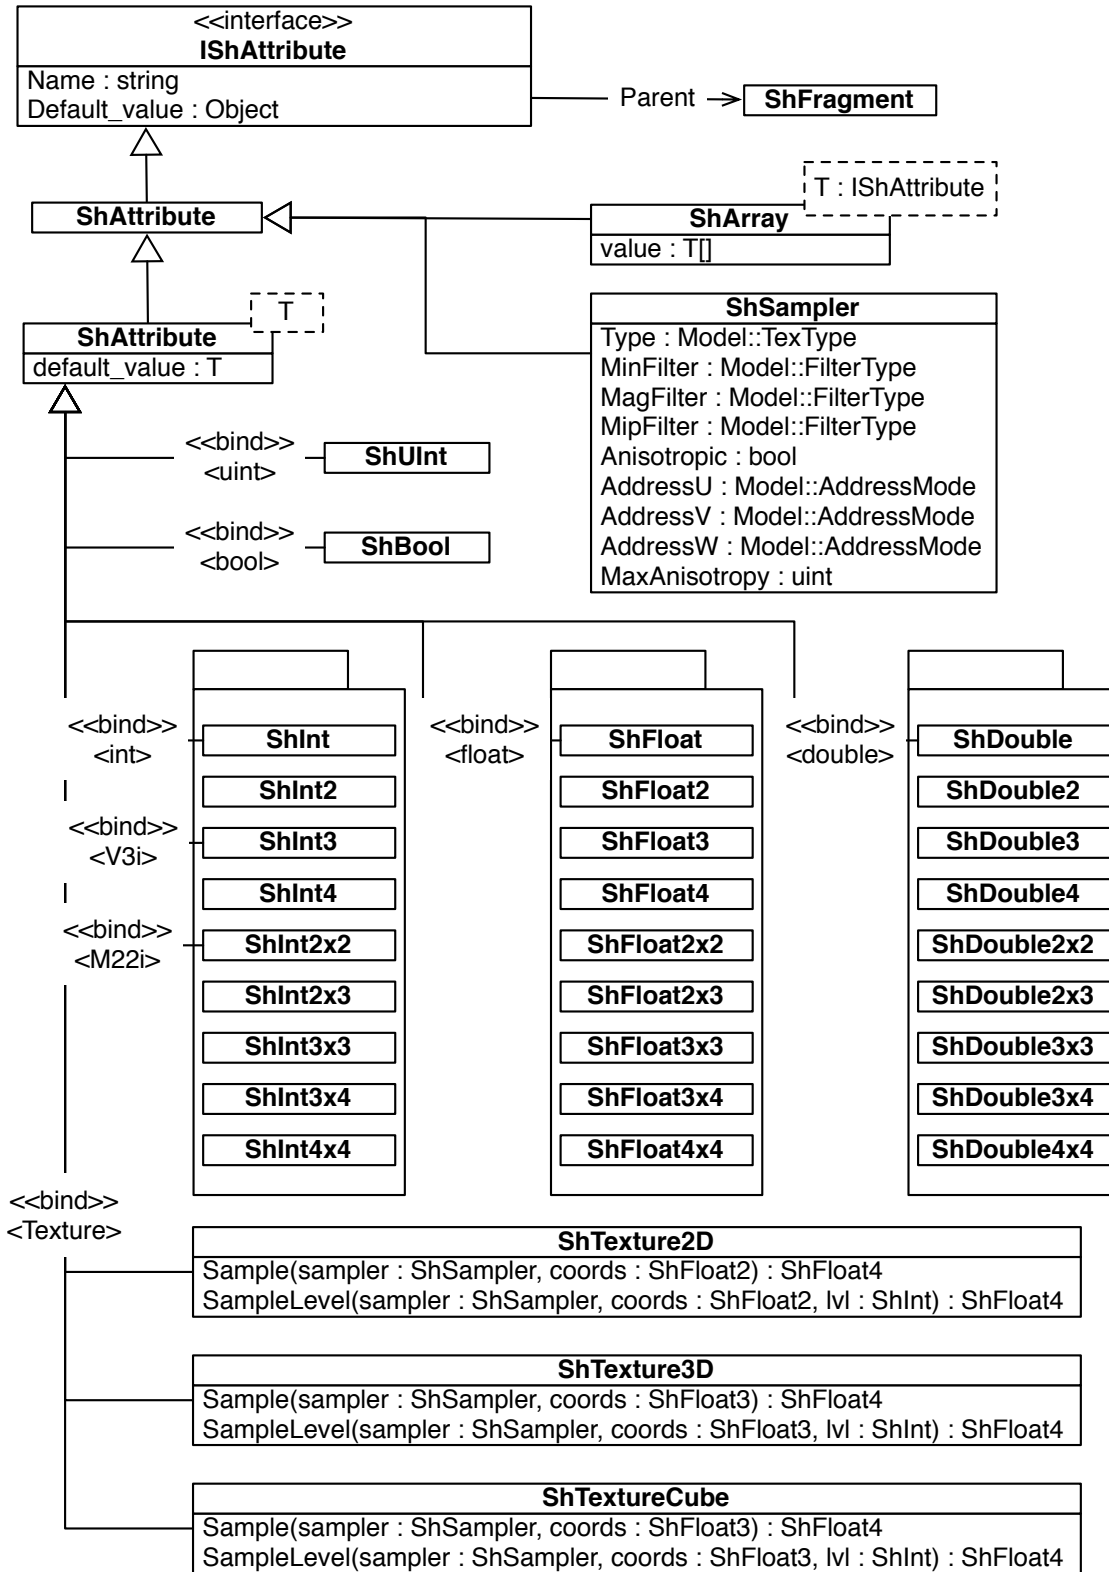 <<interface>>
IShAttribute
Name : string
Default_value : Object
Parent
ShFragment
ShAttribute
T : IShAttribute
ShArray
value : T[]
T
ShAttribute
default_value : T
ShSampler
Type : Model::TexType
MinFilter : Model::FilterType
MagFilter : Model::FilterType
MipFilter : Model::FilterType
Anisotropic : bool
AddressU : Model::AddressMode
AddressV : Model::AddressMode
AddressW : Model::AddressMode
MaxAnisotropy : uint
<<bind>>
<uint>
ShUInt
<<bind>>
<bool>
ShBool
<<bind>>
<int>
ShInt
ShInt2
<<bind>>
<V3i>
ShInt3
ShInt4
<<bind>>
<M22i>
ShInt2x2
ShInt2x3
ShInt3x3
ShInt3x4
ShInt4x4
<<bind>>
<float>
ShFloat
ShFloat2
ShFloat3
ShFloat4
ShFloat2x2
ShFloat2x3
ShFloat3x3
ShFloat3x4
ShFloat4x4
<<bind>>
<double>
ShDouble
ShDouble2
ShDouble3
ShDouble4
ShDouble2x2
ShDouble2x3
ShDouble3x3
ShDouble3x4
ShDouble4x4
<<bind>>
<Texture>
ShTexture2D
Sample(sampler : ShSampler, coords : ShFloat2) : ShFloat4
SampleLevel(sampler : ShSampler, coords : ShFloat2, lvl : ShInt) : ShFloat4
ShTexture3D
Sample(sampler : ShSampler, coords : ShFloat3) : ShFloat4
SampleLevel(sampler : ShSampler, coords : ShFloat3, lvl : ShInt) : ShFloat4
ShTextureCube
Sample(sampler : ShSampler, coords : ShFloat3) : ShFloat4
SampleLevel(sampler : ShSampler, coords : ShFloat3, lvl : ShInt) : ShFloat4